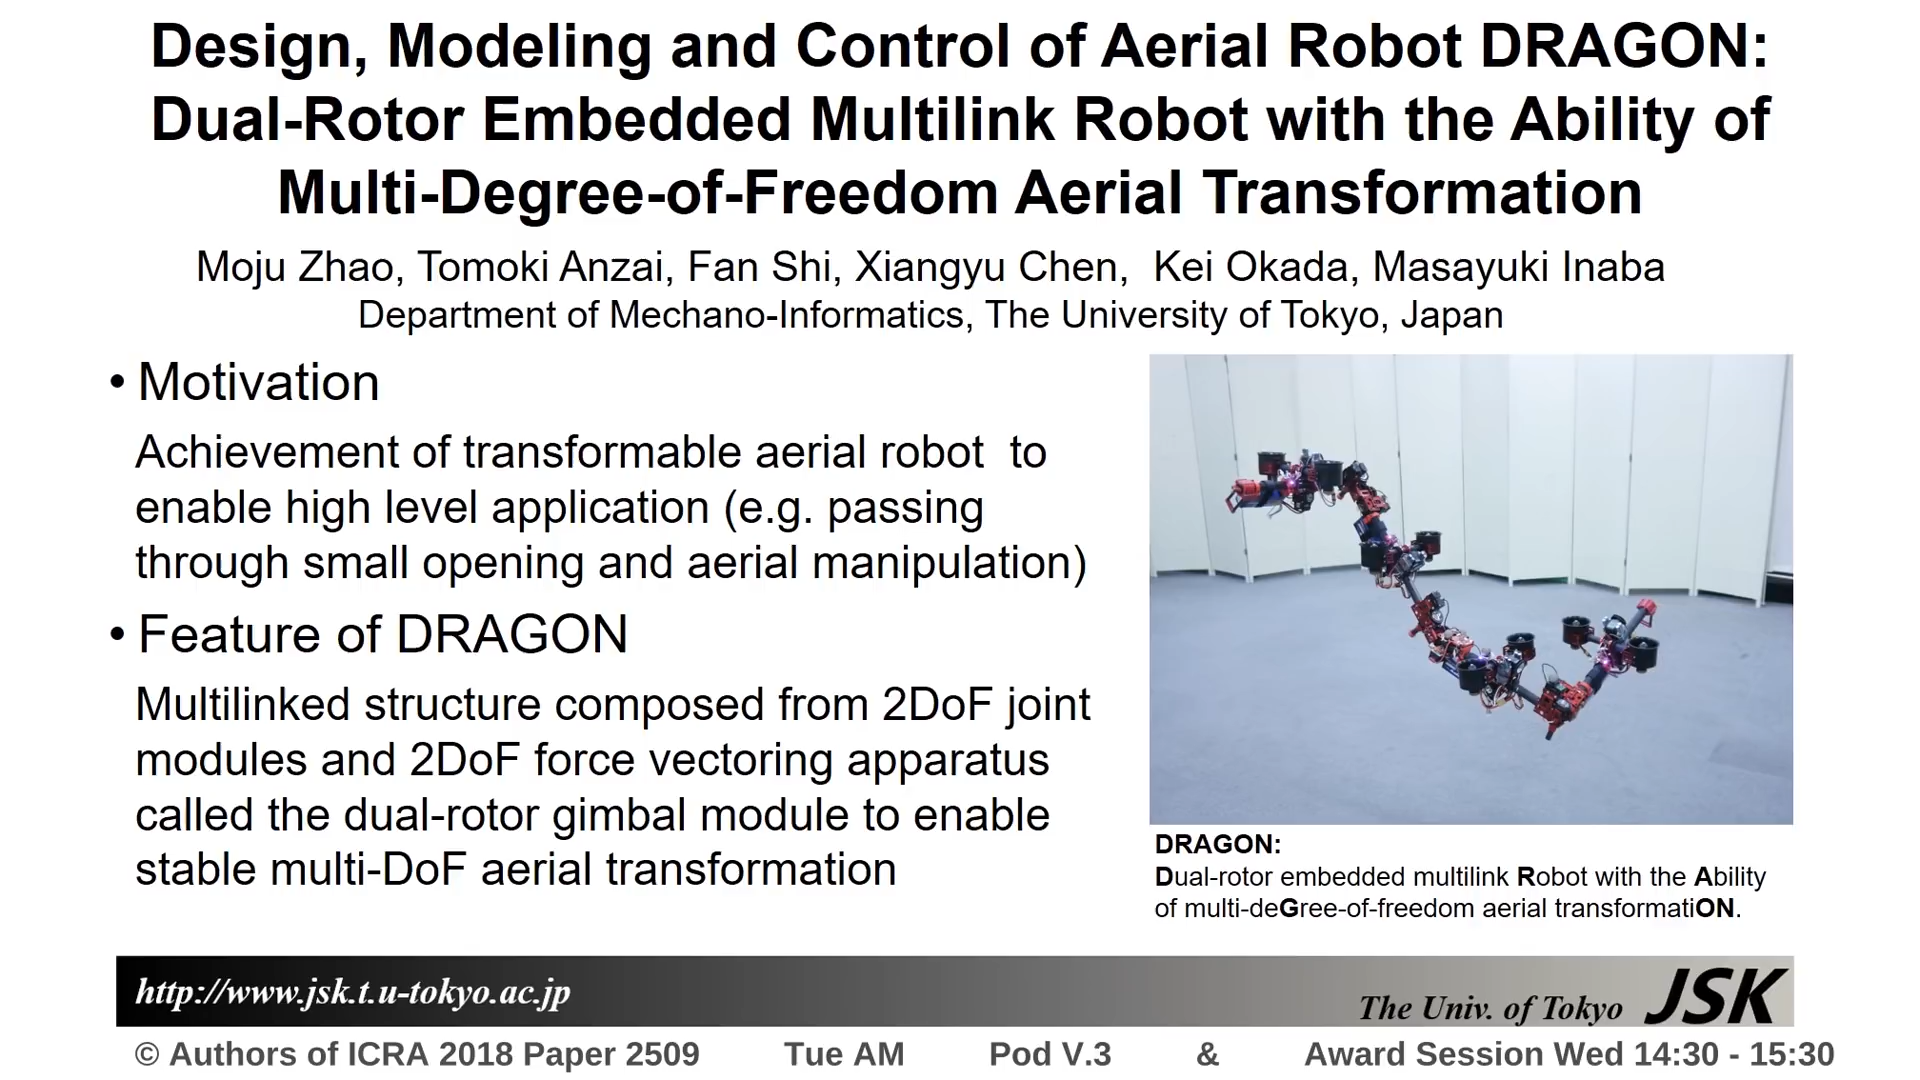 Design, Modeling and Control of Aerial Robot DRAGON:
Dual-Rotor Embedded Multilink Robot with the Ability of
Multi-Degree-of-Freedom Aerial Transformation
Moju Zhao, Tomoki Anzai, Fan Shi, Xiangyu Chen, Kei Okada, Masayuki Inaba
Department of Mechano-Informatics, The University of Tokyo, Japan
• Motivation
Achievement of transformable aerial robot to
enable high level application (e.g. passing
through small opening and aerial manipulation)
• Feature of DRAGON
Multilinked structure composed from 2DoF joint
modules and 2DoF force vectoring apparatus
called the dual-rotor gimbal module to enable
stable multi-DoF aerial transformation
DRAGON:
Dual-rotor embedded multilink Robot with the Ability
of multi-deGree-of-freedom aerial transformatiON.
http://www.jsk.t.u-tokyo.ac.jp
The Univ. of Tokyo JSK
© Authors of ICRA 2018 Paper 2509 Tue AM Pod V.3 & Award Session Wed 14:30 - 15:30